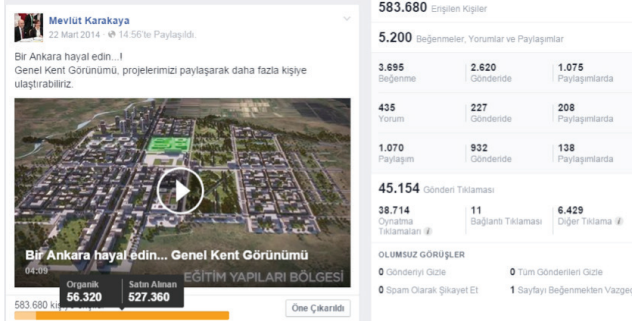 Mevlüt Karakaya
22 Mart 2014 · 14.56'te Paylaşıldı
Bir Ankara hayal edin...!
Genel Kent Görünümü, projelerimizi paylaşarak daha fazla kişiye
ulaştırabiliriz.
Bir Ankara hayal edin... Genel Kent Görünümü
04:09
EĞİTİM YAPILARI BÖLGESİ
Organik Satın Alınan
56.320 527.360
583.680
Öne Çıkarıldı
583.680 Erişilen Kişiler
5.200 Beğenmeler, Yorumlar ve Paylaşımlar
3.695 2.620 1.075
Beğenme Gönderide Paylaşımlarda
435 227 208
Yorum Gönderide Paylaşımlarda
1.070 932 138
Paylaşım Gönderide Paylaşımlarda
45.154 Gönderi Tıklaması
38.714 11 6.429
Oynatma Bağlantı Tıklaması Diğer Tıklama
Tıklamaları
OLUMSUZ GÖRÜŞLER
0 Gönderiyi Gizle 0 Tüm Gönderileri Gizle
0 Spam Olarak Şikayet Et 1 Sayfayı Beğenmekten Vazgeç